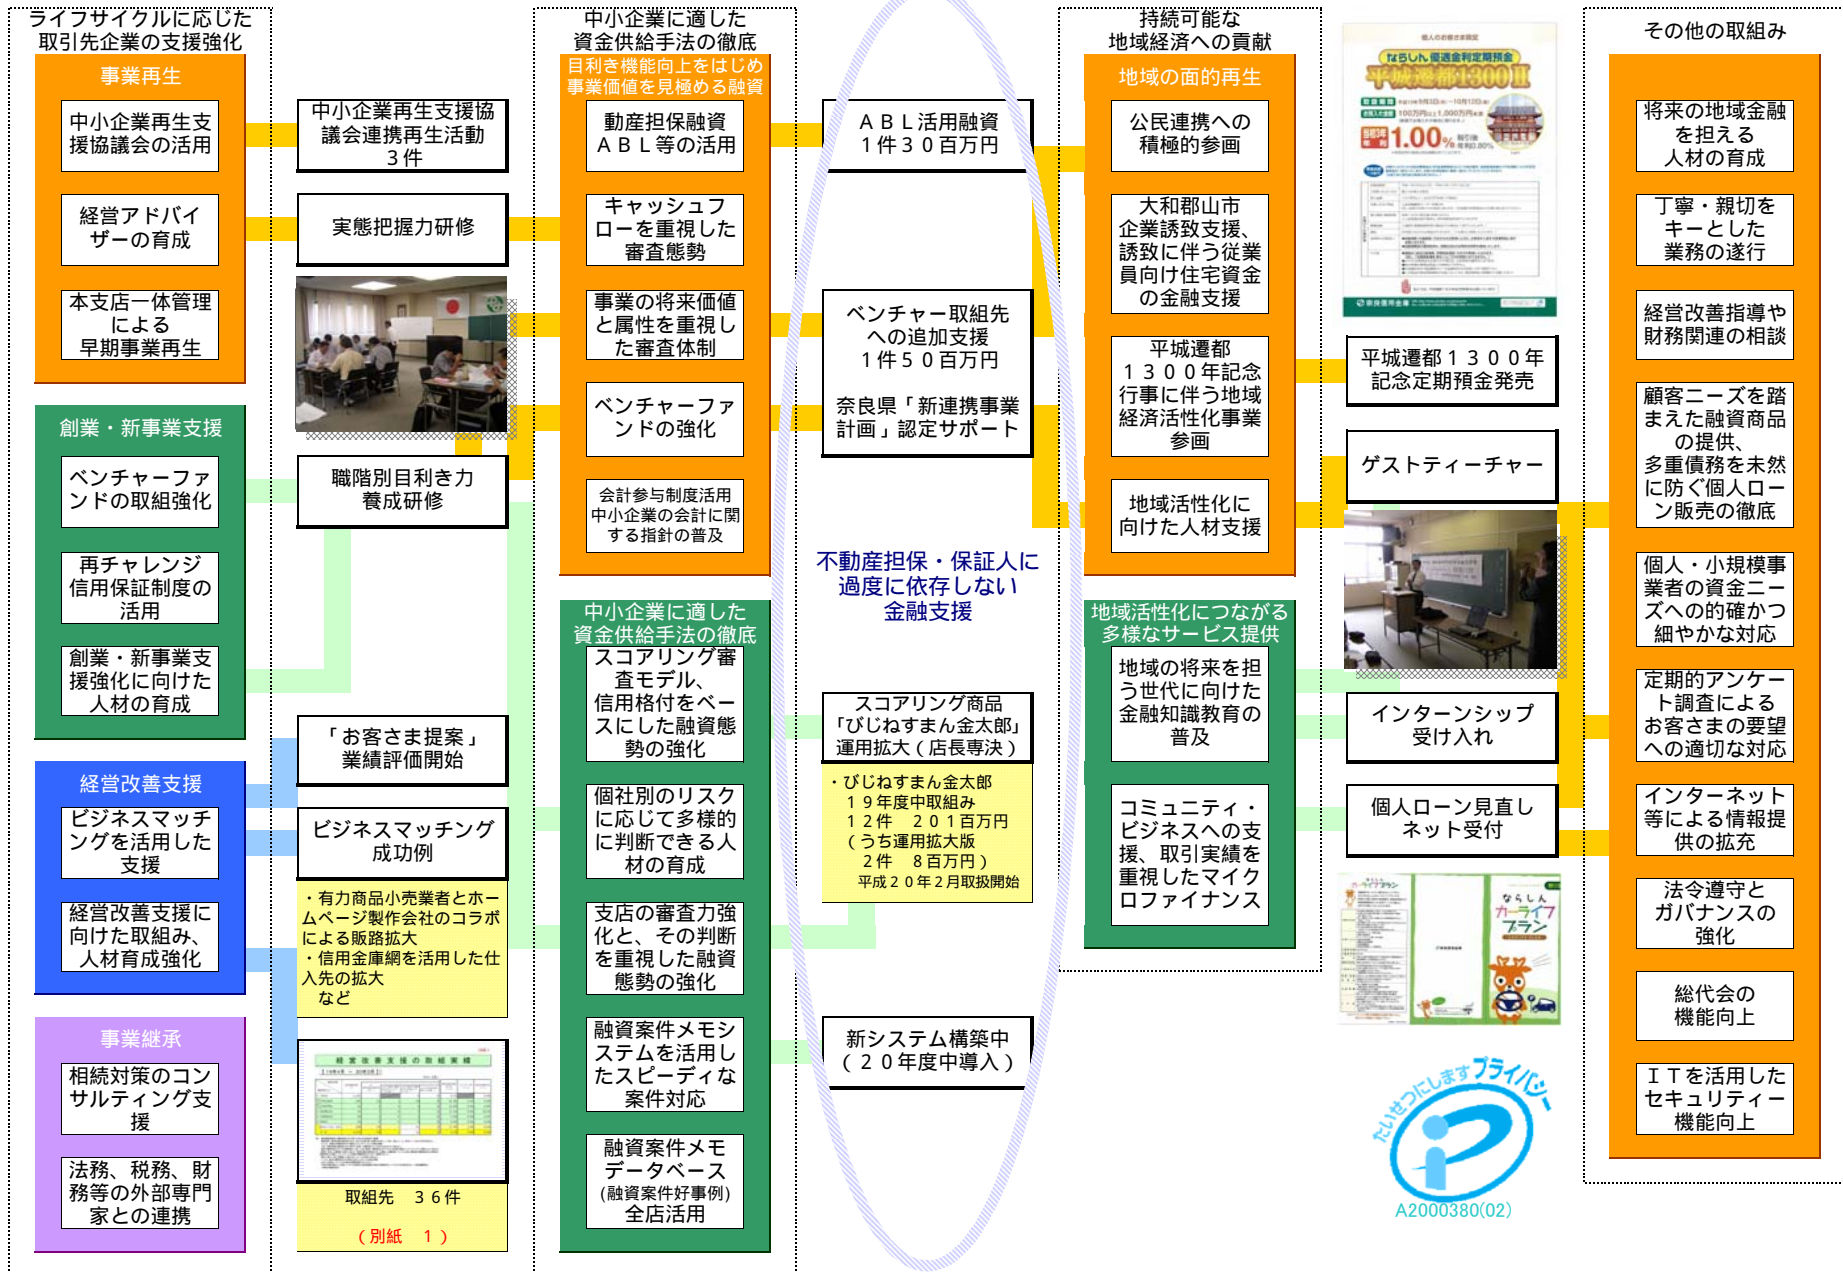 ライフサイクルに応じた
取引先企業の支援強化
事業再生
中小企業再生支
援協議会の活用
経営アドバイ
ザーの育成
本支店一体管理
による
早期事業再生
創業・新事業支援
ベンチャーファ
ンドの取組強化
再チャレンジ
信用保証制度の
活用
創業・新事業支
援強化に向けた
人材の育成
経営改善支援
ビジネスマッチ
ングを活用した
支援
経営改善支援に
向けた取組み、
人材育成強化
事業継承
相続対策のコン
サルティング支
援
法務、税務、財
務等の外部専門
家との連携
中小企業再生支援協
議会連携再生活動
３件
実態把握力研修
職階別目利き力
養成研修
「お客さま提案」
業績評価開始
ビジネスマッチング
成功例
・有力商品小売業者とホー
ムページ製作会社のコラボ
による販路拡大
・信用金庫網を活用した仕
入先の拡大
など
経営改善支援の取組実績
取組先　３６件
（別紙　１）
中小企業に適した
資金供給手法の徹底
目利き機能向上をはじめ
事業価値を見極める融資
動産担保融資
ＡＢＬ等の活用
キャッシュフ
ローを重視した
審査態勢
事業の将来価値
と属性を重視し
た審査体制
ベンチャーファ
ンドの強化
会計参与制度活用
中小企業の会計に関
する指針の普及
中小企業に適した
資金供給手法の徹底
スコアリング審
査モデル、
信用格付をベー
スにした融資態
勢の強化
個社別のリスク
に応じて多様的
に判断できる人
材の育成
支店の審査力強
化と、その判断
を重視した融資
態勢の強化
融資案件メモシ
ステムを活用し
たスピーディな
案件対応
融資案件メモ
データベース
(融資案件好事例)
全店活用
ＡＢＬ活用融資
１件３０百万円
ベンチャー取組先
への追加支援
１件５０百万円
奈良県「新連携事業
計画」認定サポート
不動産担保・保証人に
過度に依存しない
金融支援
スコアリング商品
「びじねすまん金太郎」
運用拡大（店長専決）
・びじねすまん金太郎
１９年度中取組み
１２件　２０１百万円
（うち運用拡大版
２件　８百万円）
平成２０年２月取扱開始
新システム構築中
（２０年度中導入）
持続可能な
地域経済への貢献
地域の面的再生
公民連携への
積極的参画
大和郡山市
企業誘致支援、
誘致に伴う従業
員向け住宅資金
の金融支援
平城遷都
１３００年記念
行事に伴う地域
経済活性化事業
参画
地域活性化に
向けた人材支援
地域活性化につながる
多様なサービス提供
地域の将来を担
う世代に向けた
金融知識教育の
普及
コミュニティ・
ビジネスへの支
援、取引実績を
重視したマイク
ロファイナンス
個人のお客さま限定
ならしん優遇金利定期預金
平城遷都1300 II
1.00%
奈良信用金庫
平城遷都１３００年
記念定期預金発売
ゲストティーチャー
インターンシップ
受け入れ
個人ローン見直し
ネット受付
ならしん
カーライフ
プラン
たいせつにしますプライバシー
A2000380(02)
その他の取組み
将来の地域金融
を担える
人材の育成
丁寧・親切を
キーとした
業務の遂行
経営改善指導や
財務関連の相談
顧客ニーズを踏
まえた融資商品
の提供、
多重債務を未然
に防ぐ個人ロー
ン販売の徹底
個人・小規模事
業者の資金ニー
ズへの的確かつ
細やかな対応
定期的アンケー
ト調査による
お客さまの要望
への適切な対応
インターネット
等による情報提
供の拡充
法令遵守と
ガバナンスの
強化
総代会の
機能向上
ＩＴを活用した
セキュリティー
機能向上